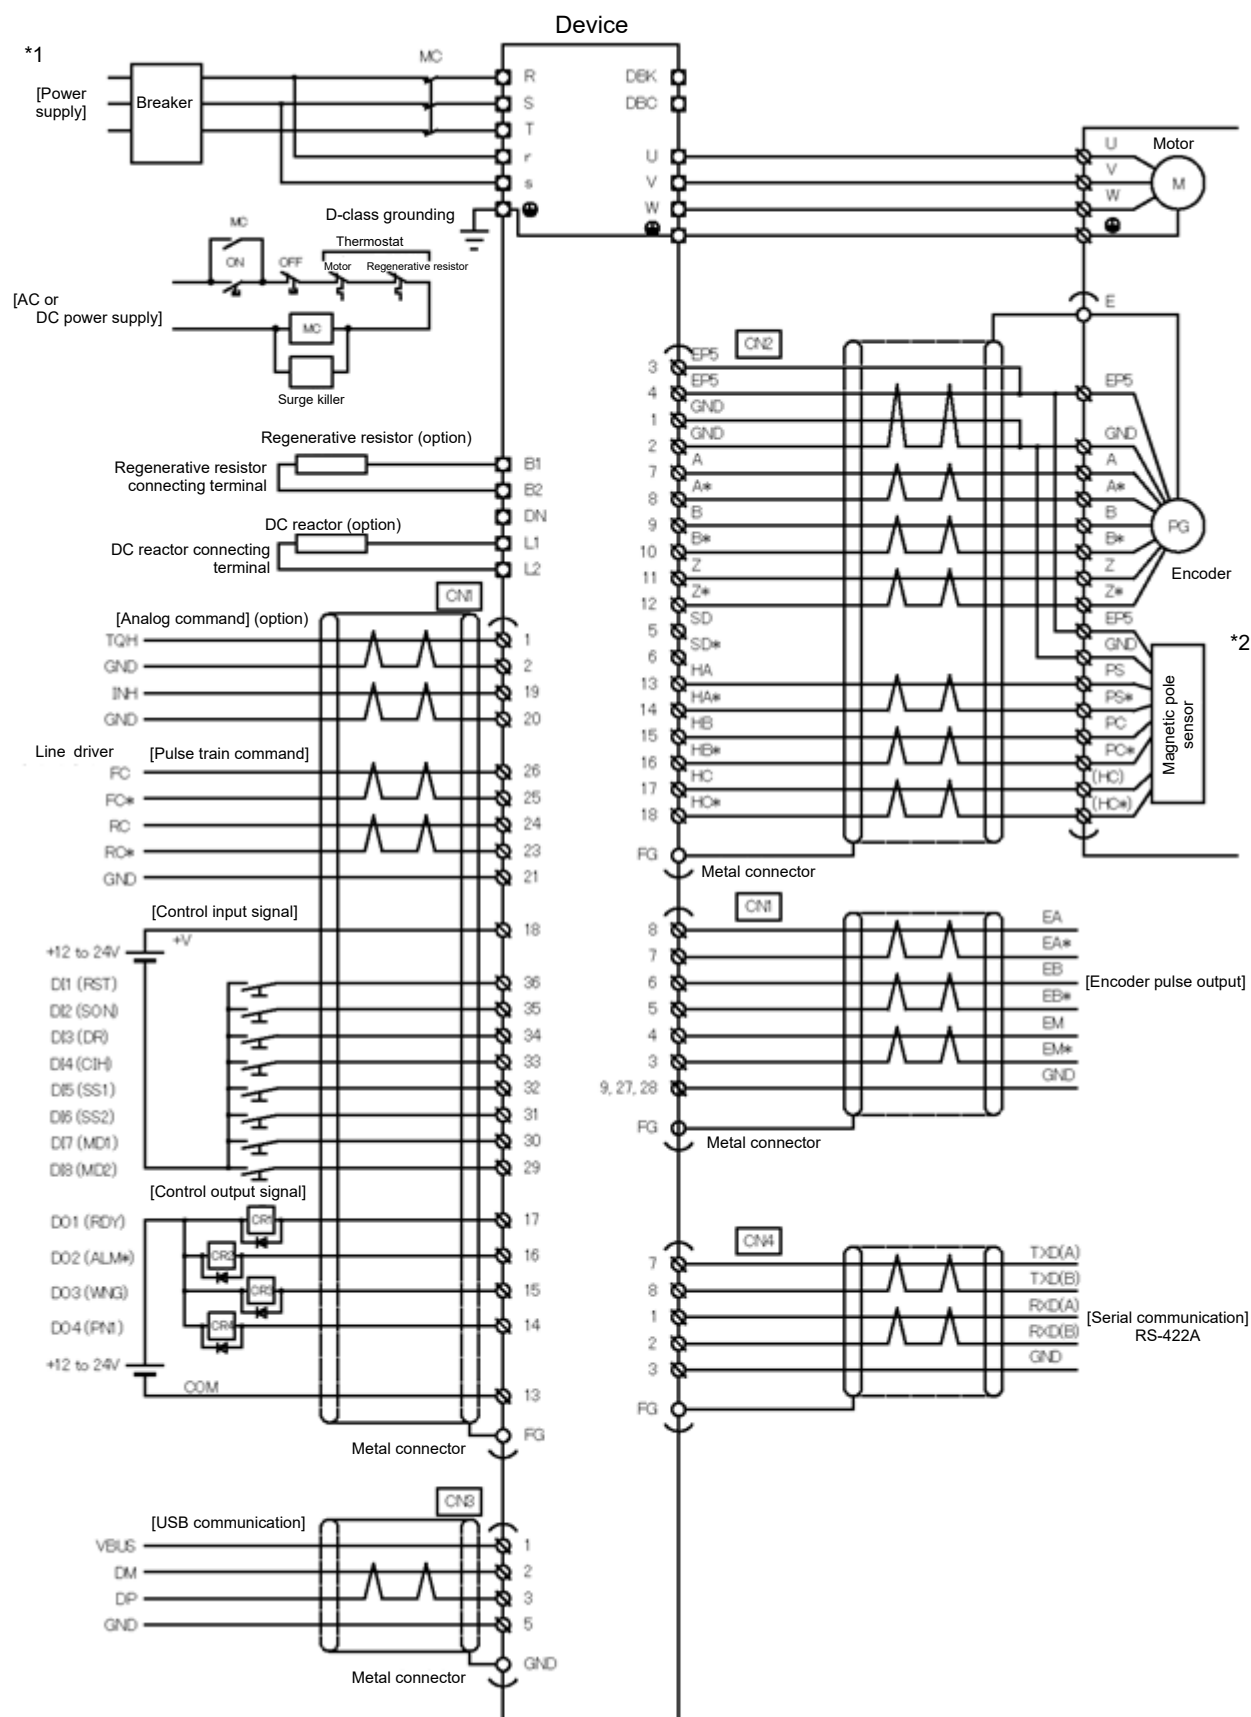 Device
*1
MC
[Power
supply]
Breaker
R
S
T
r
s
DBK
DBC
U
V
W
U
V
W
Motor
M
D-class grounding
MC
ON
OFF
Thermostat
Motor
Regenerative resistor
[AC or
DC power supply]
MC
Surge killer
E
CN2
3 EP5
4 EP5
1 GND
2 GND
7 A
8 A*
9 B
10 B*
11 Z
12 Z*
5 SD
6 SD*
13 HA
14 HA*
15 HB
16 HB*
17 HC
18 HC*
FG
Metal connector
EP5
GND
A
A*
B
B*
Z
Z*
PG
Encoder
EP5
GND
PS
PS*
PC
PC*
(HC)
(HC*)
Magnetic pole
sensor
*2
Regenerative resistor (option)
Regenerative resistor
connecting terminal
B1
B2
DN
DC reactor (option)
DC reactor connecting
terminal
L1
L2
CN1
[Analog command] (option)
TQH 1
GND 2
INH 19
GND 20
Line driver
[Pulse train command]
FC 26
FC* 25
RC 24
RC* 23
GND 21
[Control input signal]
+V
18
+12 to 24V
DI1 (RST) 36
DI2 (SON) 35
DI3 (DR) 34
DI4 (CIH) 33
DI5 (SS1) 32
DI6 (SS2) 31
DI7 (MD1) 30
DI8 (MD2) 29
[Control output signal]
DO1 (RDY) CR1 17
DO2 (ALM*) CR2 16
DO3 (WNG) CR3 15
DO4 (PN1) CR4 14
+12 to 24V
COM 13
FG
Metal connector
CN1
8 EA
7 EA*
6 EB
5 EB*
4 EM
3 EM*
9, 27, 28 GND
[Encoder pulse output]
FG
Metal connector
CN4
7 TXD(A)
8 TXD(B)
1 RXD(A)
2 RXD(B)
3 GND
[Serial communication]
RS-422A
FG
CN3
[USB communication]
VBUS 1
DM 2
DP 3
GND 5
GND
Metal connector